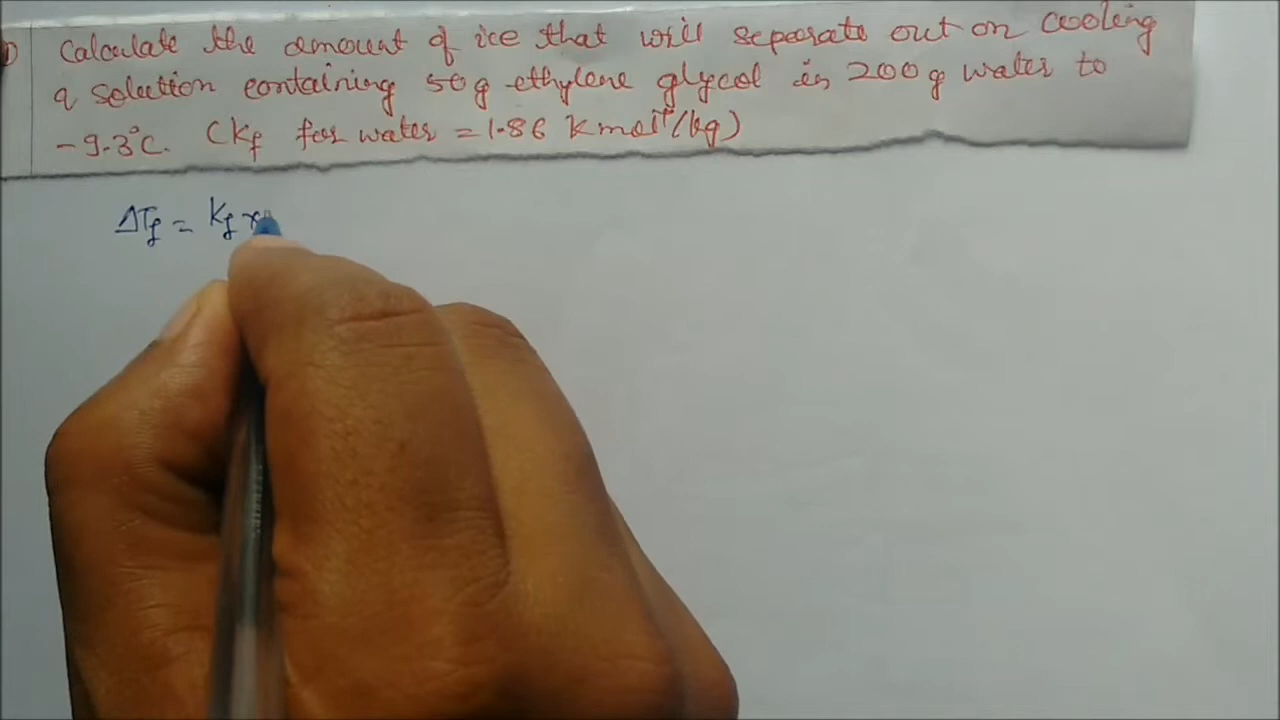 Calculate the amount of ice that will separate out on cooling
a solution containing 50g ethylene glycol in 200g water to
-9.3°C. (Kf for water = 1.86 K mol⁻¹/kg)
ΔTf = Kf x